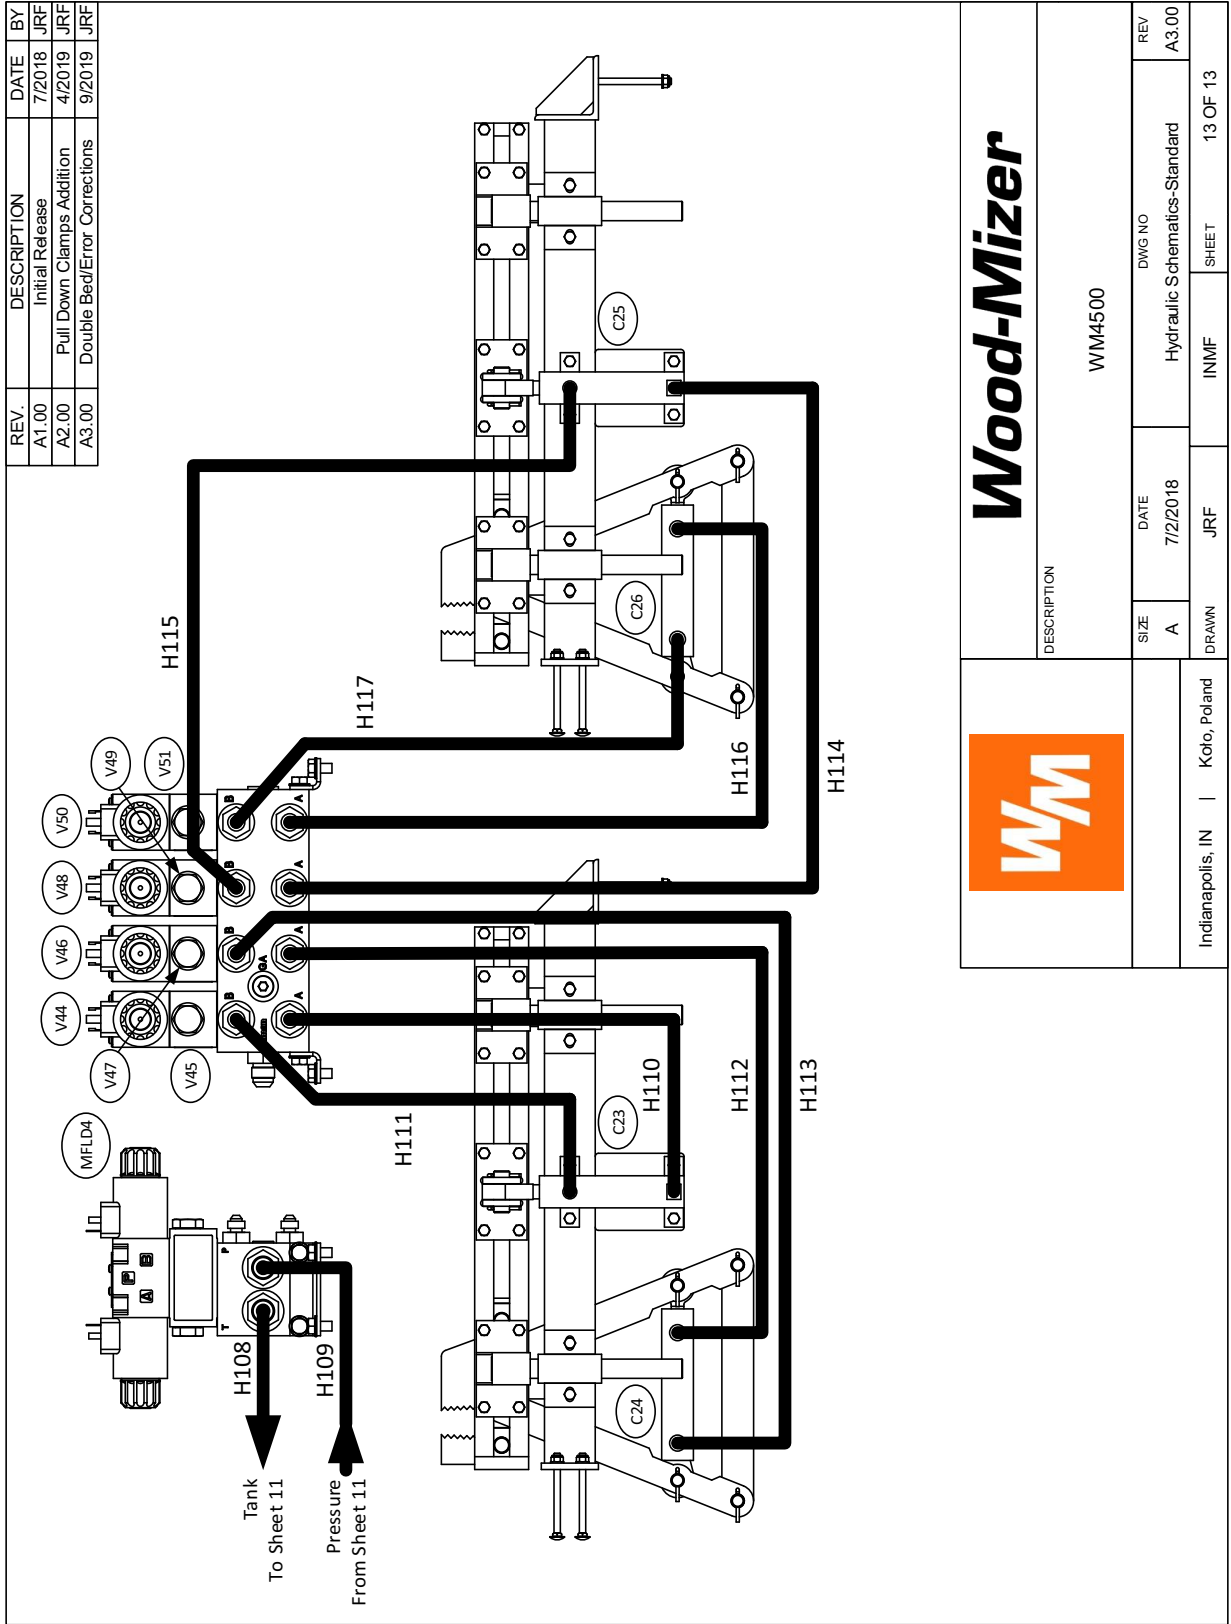 REV. DESCRIPTION DATE BY
A1.00 Initial Release 7/2018 JRF
A2.00 Pull Down Clamps Addition 4/2019 JRF
A3.00 Double Bed/Error Corrections 9/2019 JRF
MFLD4
V47
V44
V46
V48
V50
V49
V45
V51
A P B
T P
B B B B
GA
A A A A
H115
H117
H108
H109
H111
Tank
To Sheet 11
Pressure
From Sheet 11
C24
C23
C26
C25
H110
H112
H113
H116
H114
WM
Wood-Mizer
DESCRIPTION
WM4500
SIZE DATE DWG NO REV
A 7/2/2018 Hydraulic Schematics-Standard A3.00
Indianapolis, IN | Koło, Poland
DRAWN JRF INMF SHEET 13 OF 13